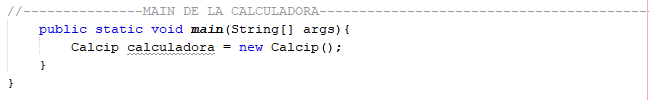 //---------------MAIN DE LA CALCULADORA------------------------------------------
public static void main(String[] args){
Calcip calculadora = new Calcip();
}
}